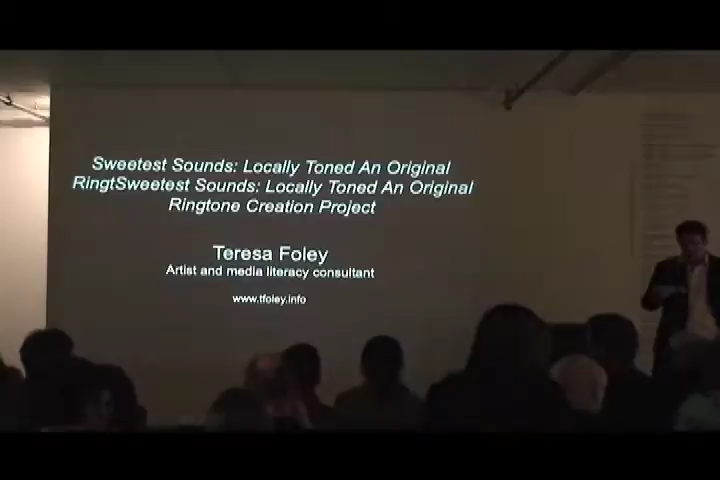 Sweetest Sounds: Locally Toned An Original
RingtSweetest Sounds: Locally Toned An Original
Ringtone Creation Project
Teresa Foley
Artist and media literacy consultant
www.tfoley.info